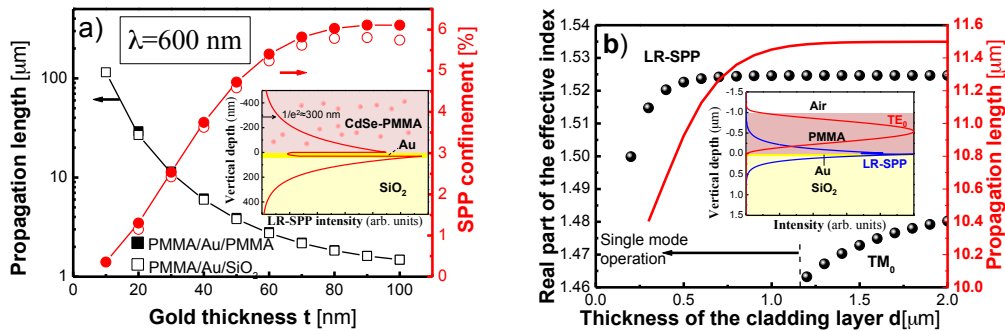 a)
λ=600 nm
Propagation length [µm]
100
10
1
0 10 20 30 40 50 60 70 80 90 100 110
Gold thickness t [nm]
0
1
2
3
4
5
6
SPP confinement [%]
PMMA/Au/PMMA
PMMA/Au/SiO2
Vertical depth (nm)
-400
-200
0
200
400
1/e²≈300 nm
CdSe-PMMA
Au
SiO2
LR-SPP intensity (arb. units)
b)
Real part of the effective index
1.54
1.53
1.52
1.51
1.50
1.49
1.48
1.47
1.46
0.0 0.5 1.0 1.5 2.0
Thickness of the cladding layer d[µm]
11.6
11.4
11.2
11.0
10.8
10.6
10.4
10.2
10.0
Propagation length [µm]
LR-SPP
Single mode
operation
TM0
Vertical depth (µm)
-1.5
-1.0
-0.5
0.0
0.5
1.0
1.5
Air
TE0
PMMA
LR-SPP
Au
SiO2
Intensity (arb. units)